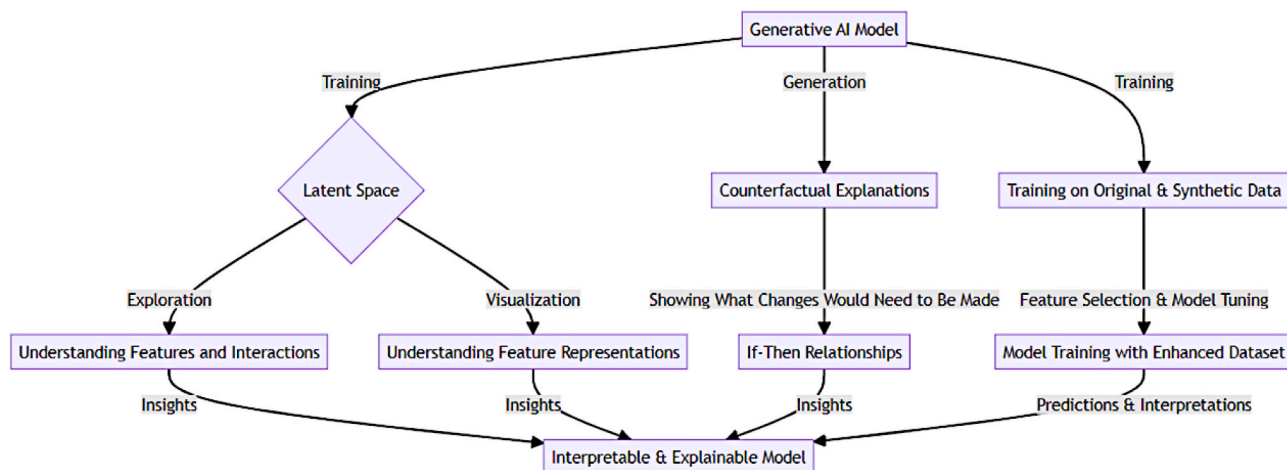 Generative AI Model
Training
Generation
Training
Latent Space
Counterfactual Explanations
Training on Original & Synthetic Data
Exploration
Visualization
Showing What Changes Would Need to Be Made
Feature Selection & Model Tuning
Understanding Features and Interactions
Understanding Feature Representations
If-Then Relationships
Model Training with Enhanced Dataset
Insights
Insights
Insights
Predictions & Interpretations
Interpretable & Explainable Model